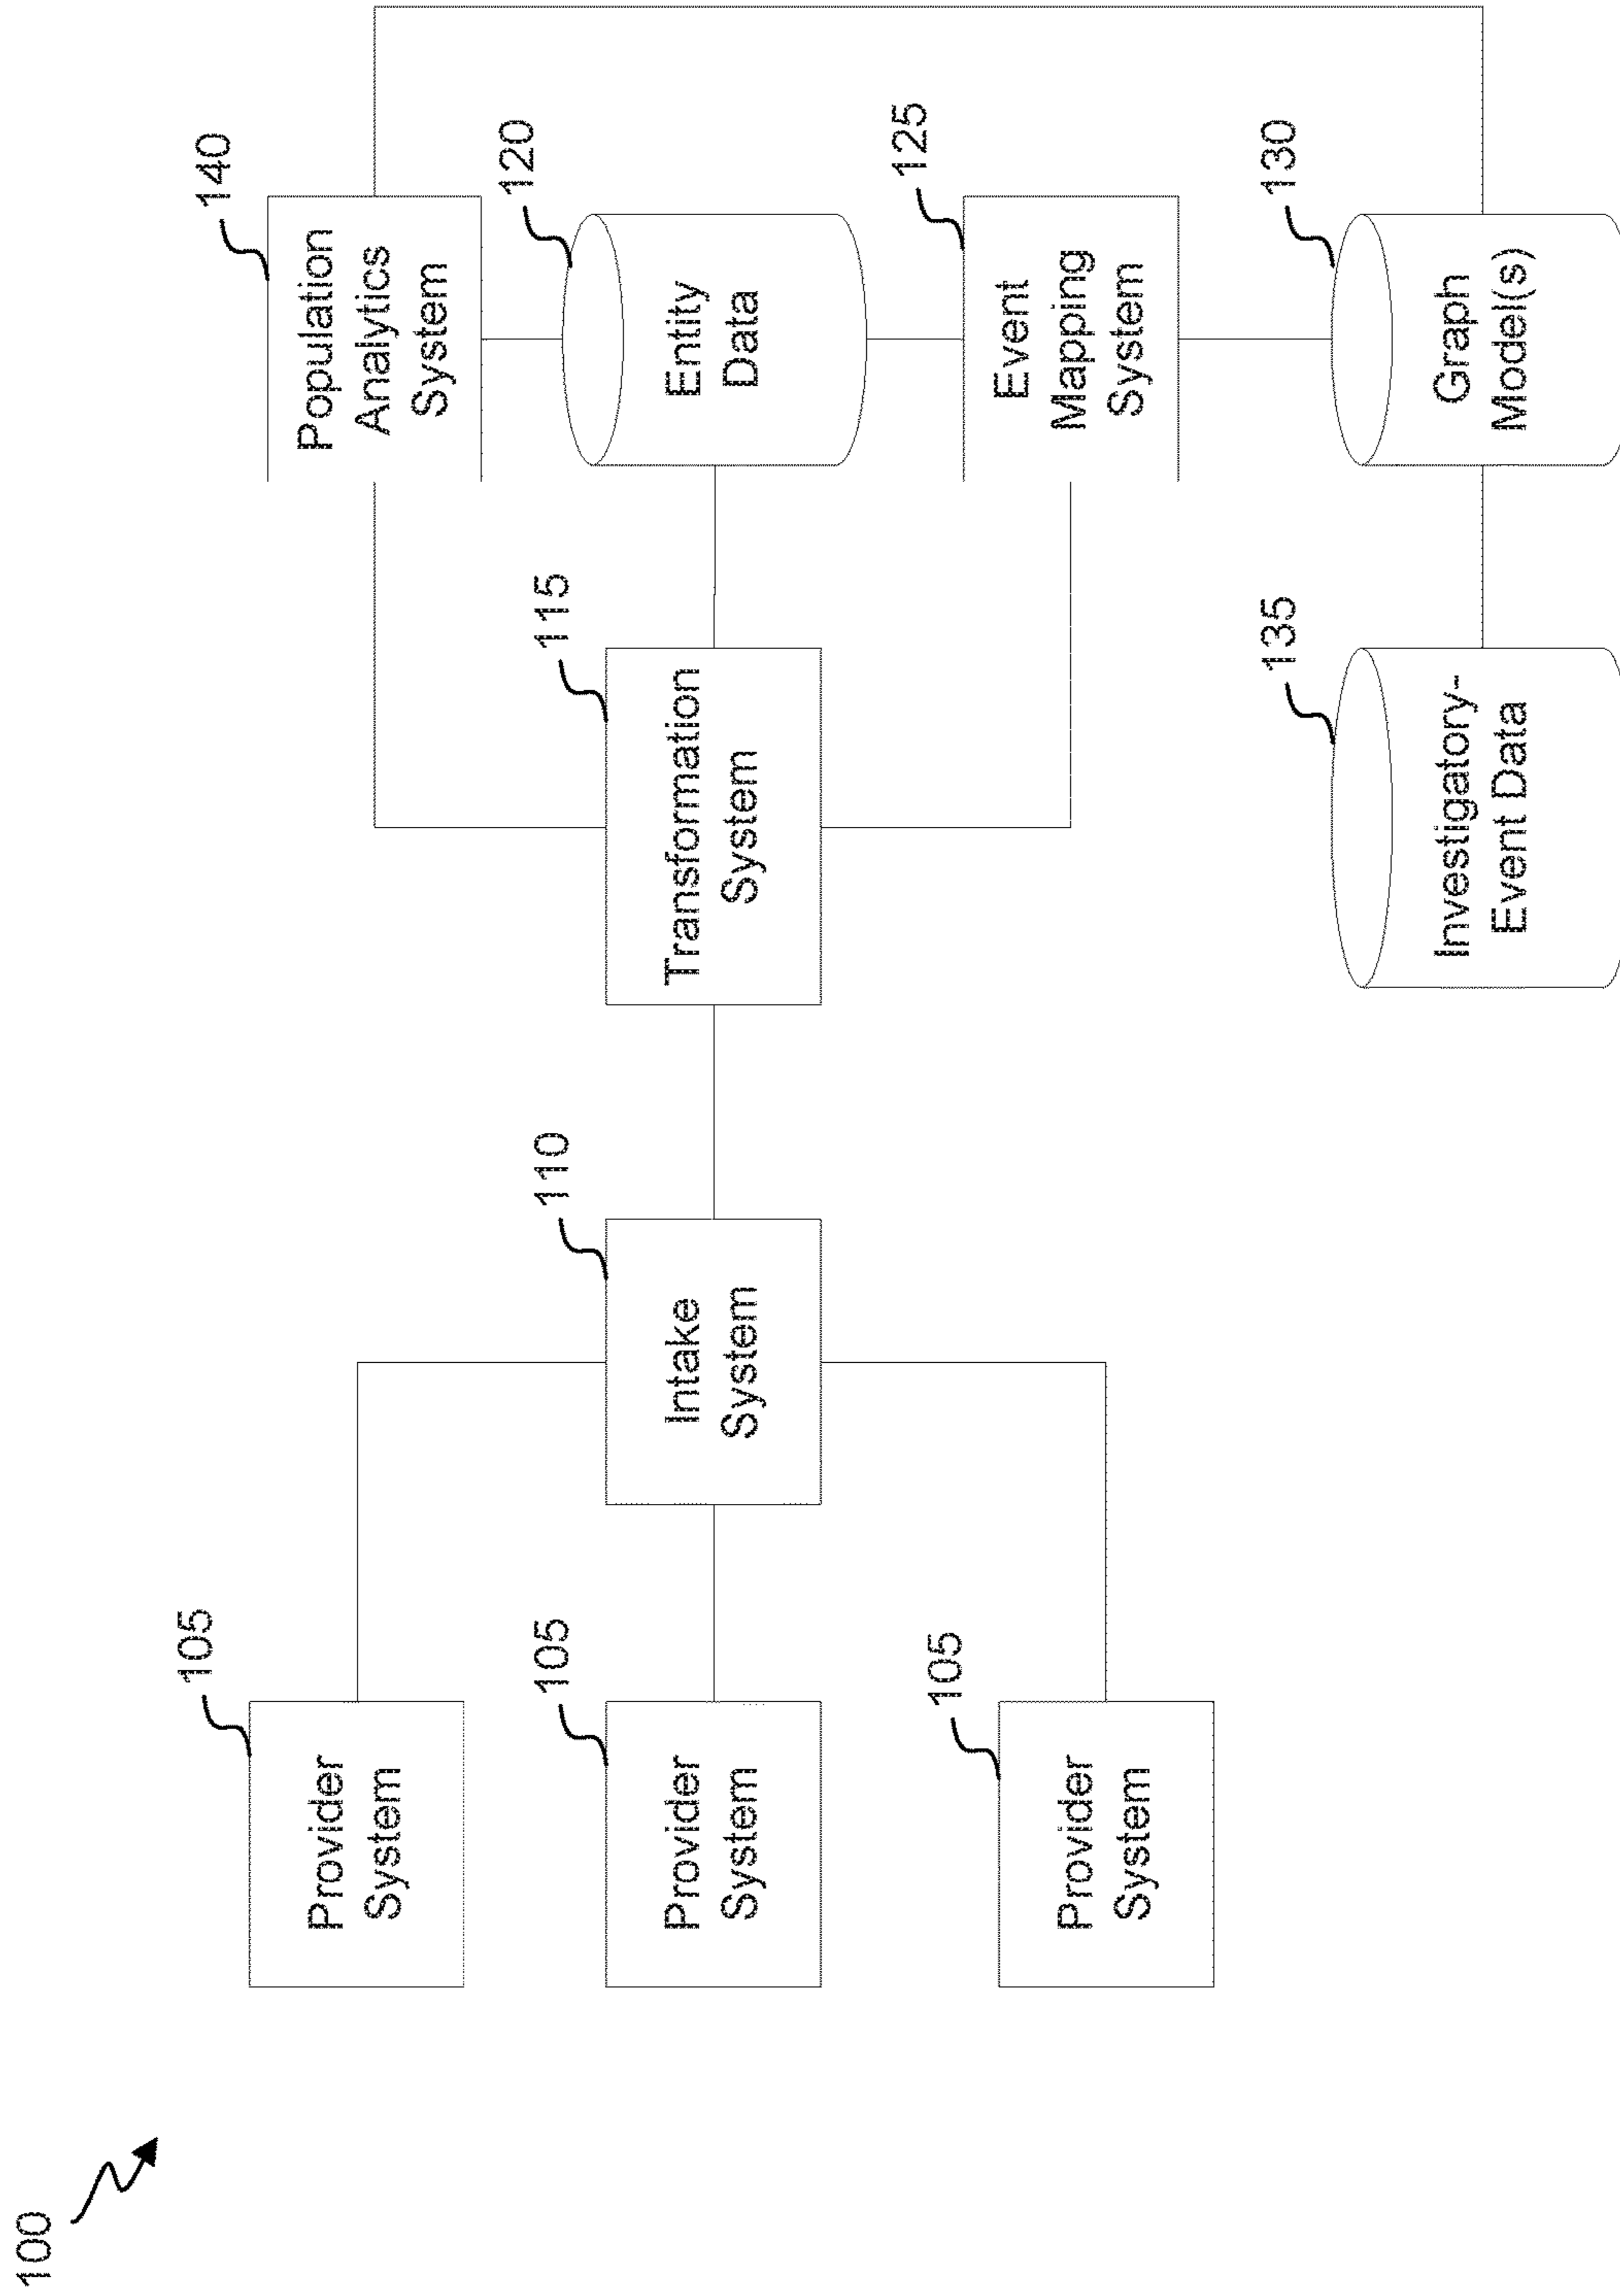 100
105
Provider
System
105
Provider
System
105
Provider
System
110
Intake
System
115
Transformation
System
140
Population
Analytics
System
120
Entity
Data
125
Event
Mapping
System
130
Graph
Model(s)
135
Investigatory-
Event Data